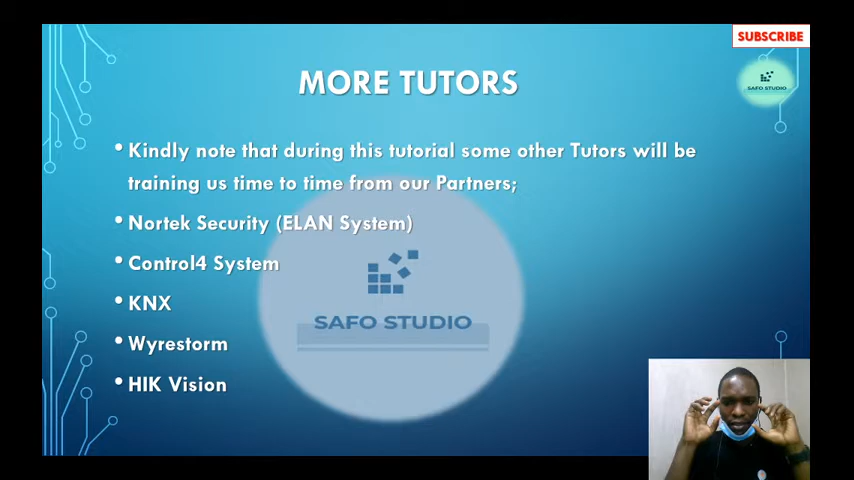 SUBSCRIBE
MORE TUTORS
SAFO STUDIO
• Kindly note that during this tutorial some other Tutors will be
training us time to time from our Partners;
• Nortek Security (ELAN System)
• Control4 System
• KNX
SAFO STUDIO
• Wyrestorm
• HIK Vision